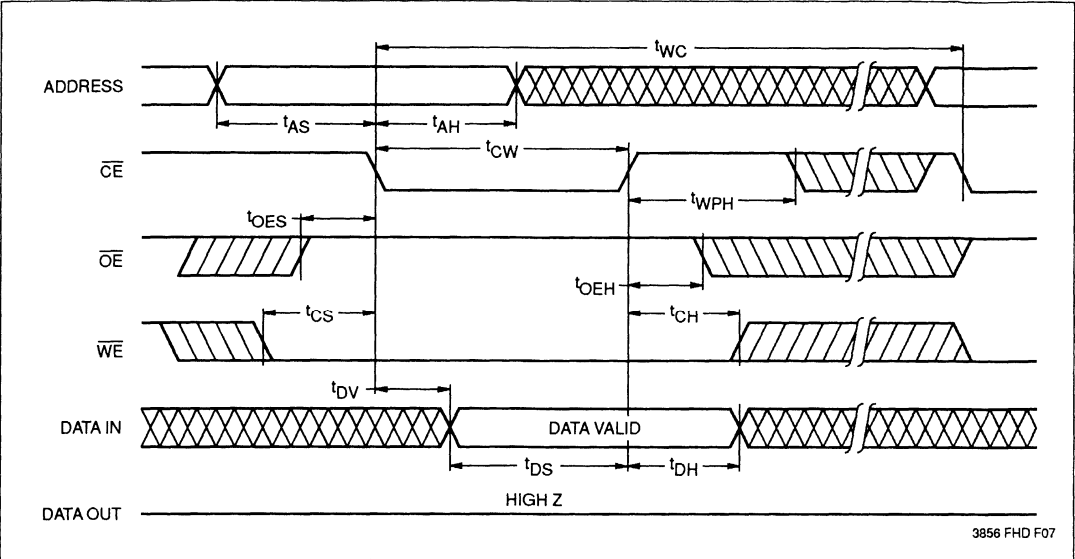 tWC
ADDRESS
tAS
tAH
tCW
CE
tWPH
tOES
OE
tOEH
tCS
tCH
WE
tDV
DATA IN
DATA VALID
tDS
tDH
HIGH Z
DATA OUT
3856 FHD F07